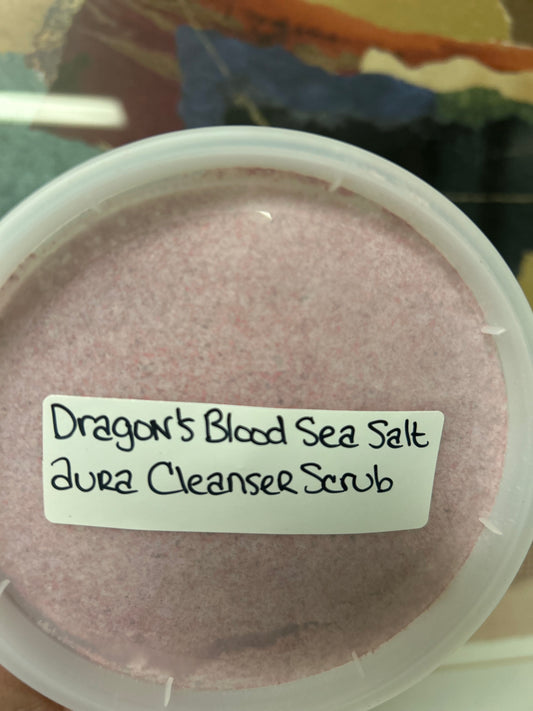 Dragon's Blood Sea Salt
aura Cleanser Scrub